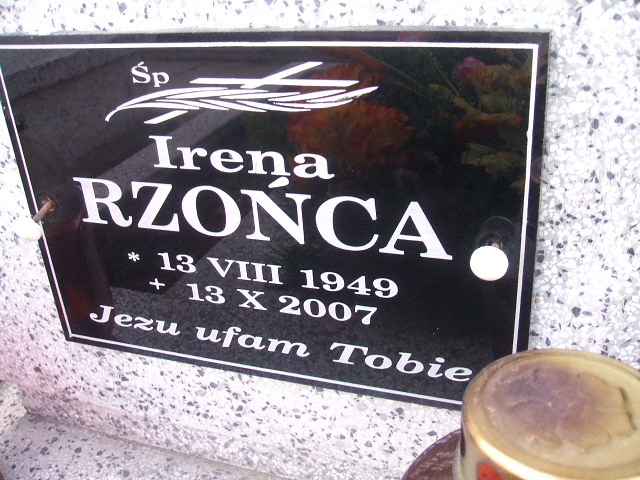 Śp
Irena
RZOŃCA
* 13 VIII 1949
+ 13 X 2007
Jezu ufam Tobie